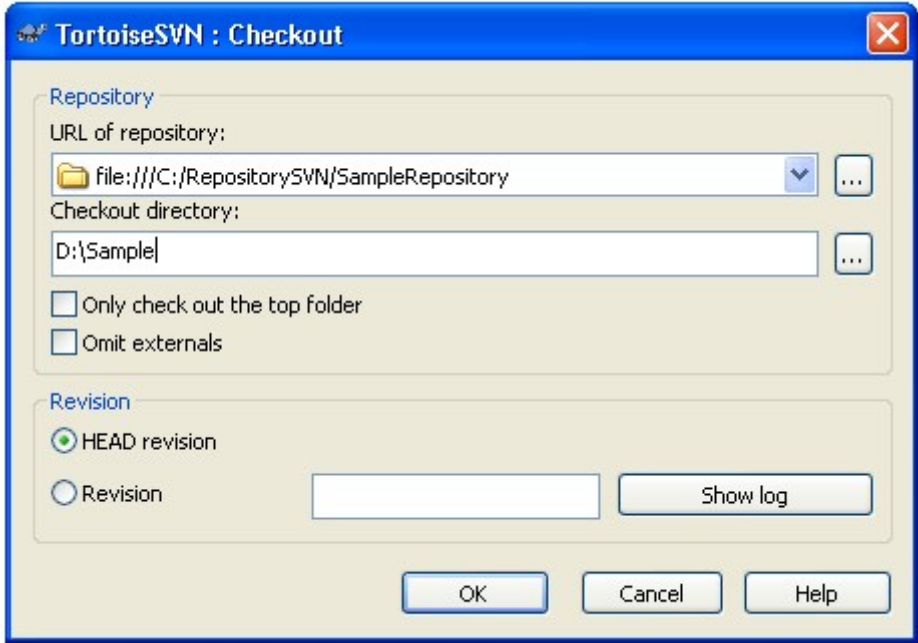 TortoiseSVN : Checkout
Repository
URL of repository:
file:///C:/RepositorySVN/SampleRepository
...
Checkout directory:
D:\Sample
...
Only check out the top folder
Omit externals
Revision
HEAD revision
Revision
Show log
OK
Cancel
Help